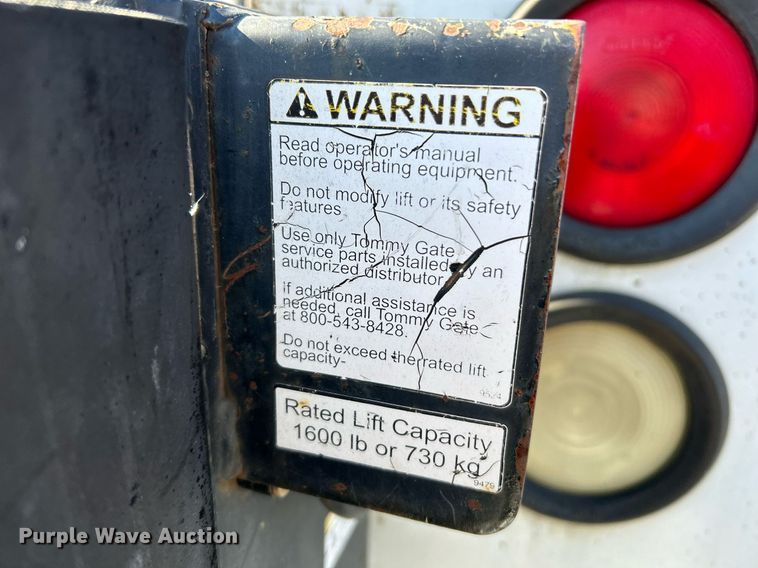 WARNING
Read operator's manual
before operating equipment.
Do not modify lift or its safety
features.
Use only Tommy Gate
service parts installed by an
authorized distributor.
If additional assistance is
needed, call Tommy Gate
at 800-543-8428.
Do not exceed the rated lift
capacity-
9524
Rated Lift Capacity
1600 lb or 730 kg
9479
Purple Wave Auction